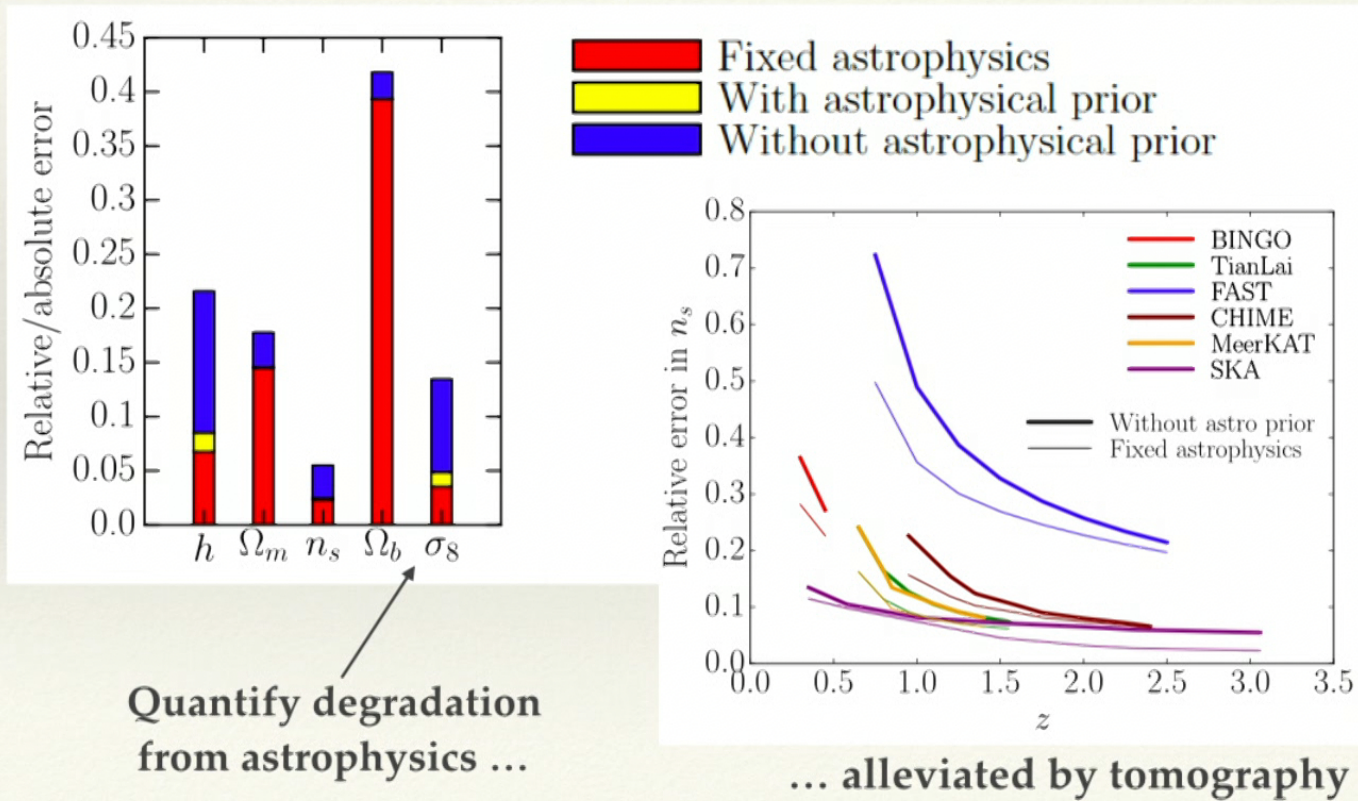 0.45
0.4
0.35
0.3
0.25
0.2
0.15
0.1
0.05
0.0
Relative/absolute error
h Ωₘ nₛ Ω_b σ₈
Fixed astrophysics
With astrophysical prior
Without astrophysical prior
0.8
0.7
0.6
0.5
0.4
0.3
0.2
0.1
0.0
Relative error in nₛ
BINGO
TianLai
FAST
CHIME
MeerKAT
SKA
Without astro prior
Fixed astrophysics
0.0 0.5 1.0 1.5 2.0 2.5 3.0 3.5
z
Quantify degradation
from astrophysics ...
... alleviated by tomography